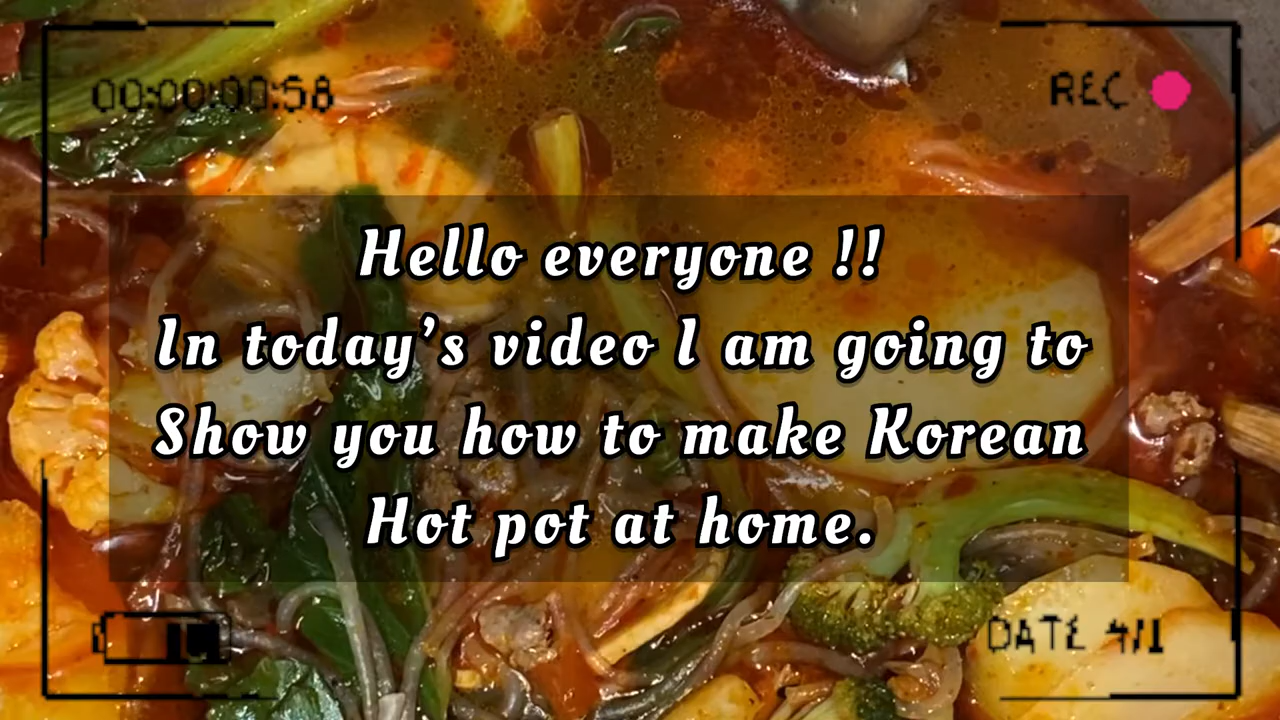 00:00:00:58
REC
Hello everyone !!
In today’s video I am going to
Show you how to make Korean
Hot pot at home.
DATE 4/1